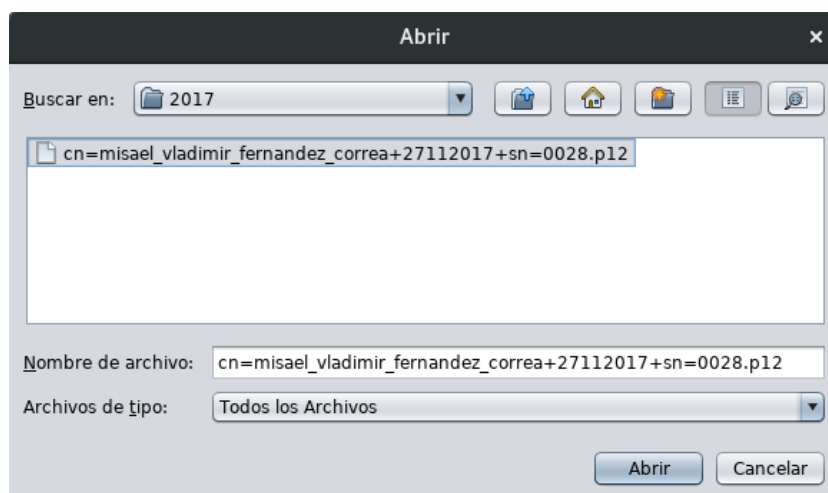 Abrir
Buscar en: 2017
cn=misael_vladimir_fernandez_correa+27112017+sn=0028.p12
Nombre de archivo: cn=misael_vladimir_fernandez_correa+27112017+sn=0028.p12
Archivos de tipo: Todos los Archivos
Abrir Cancelar